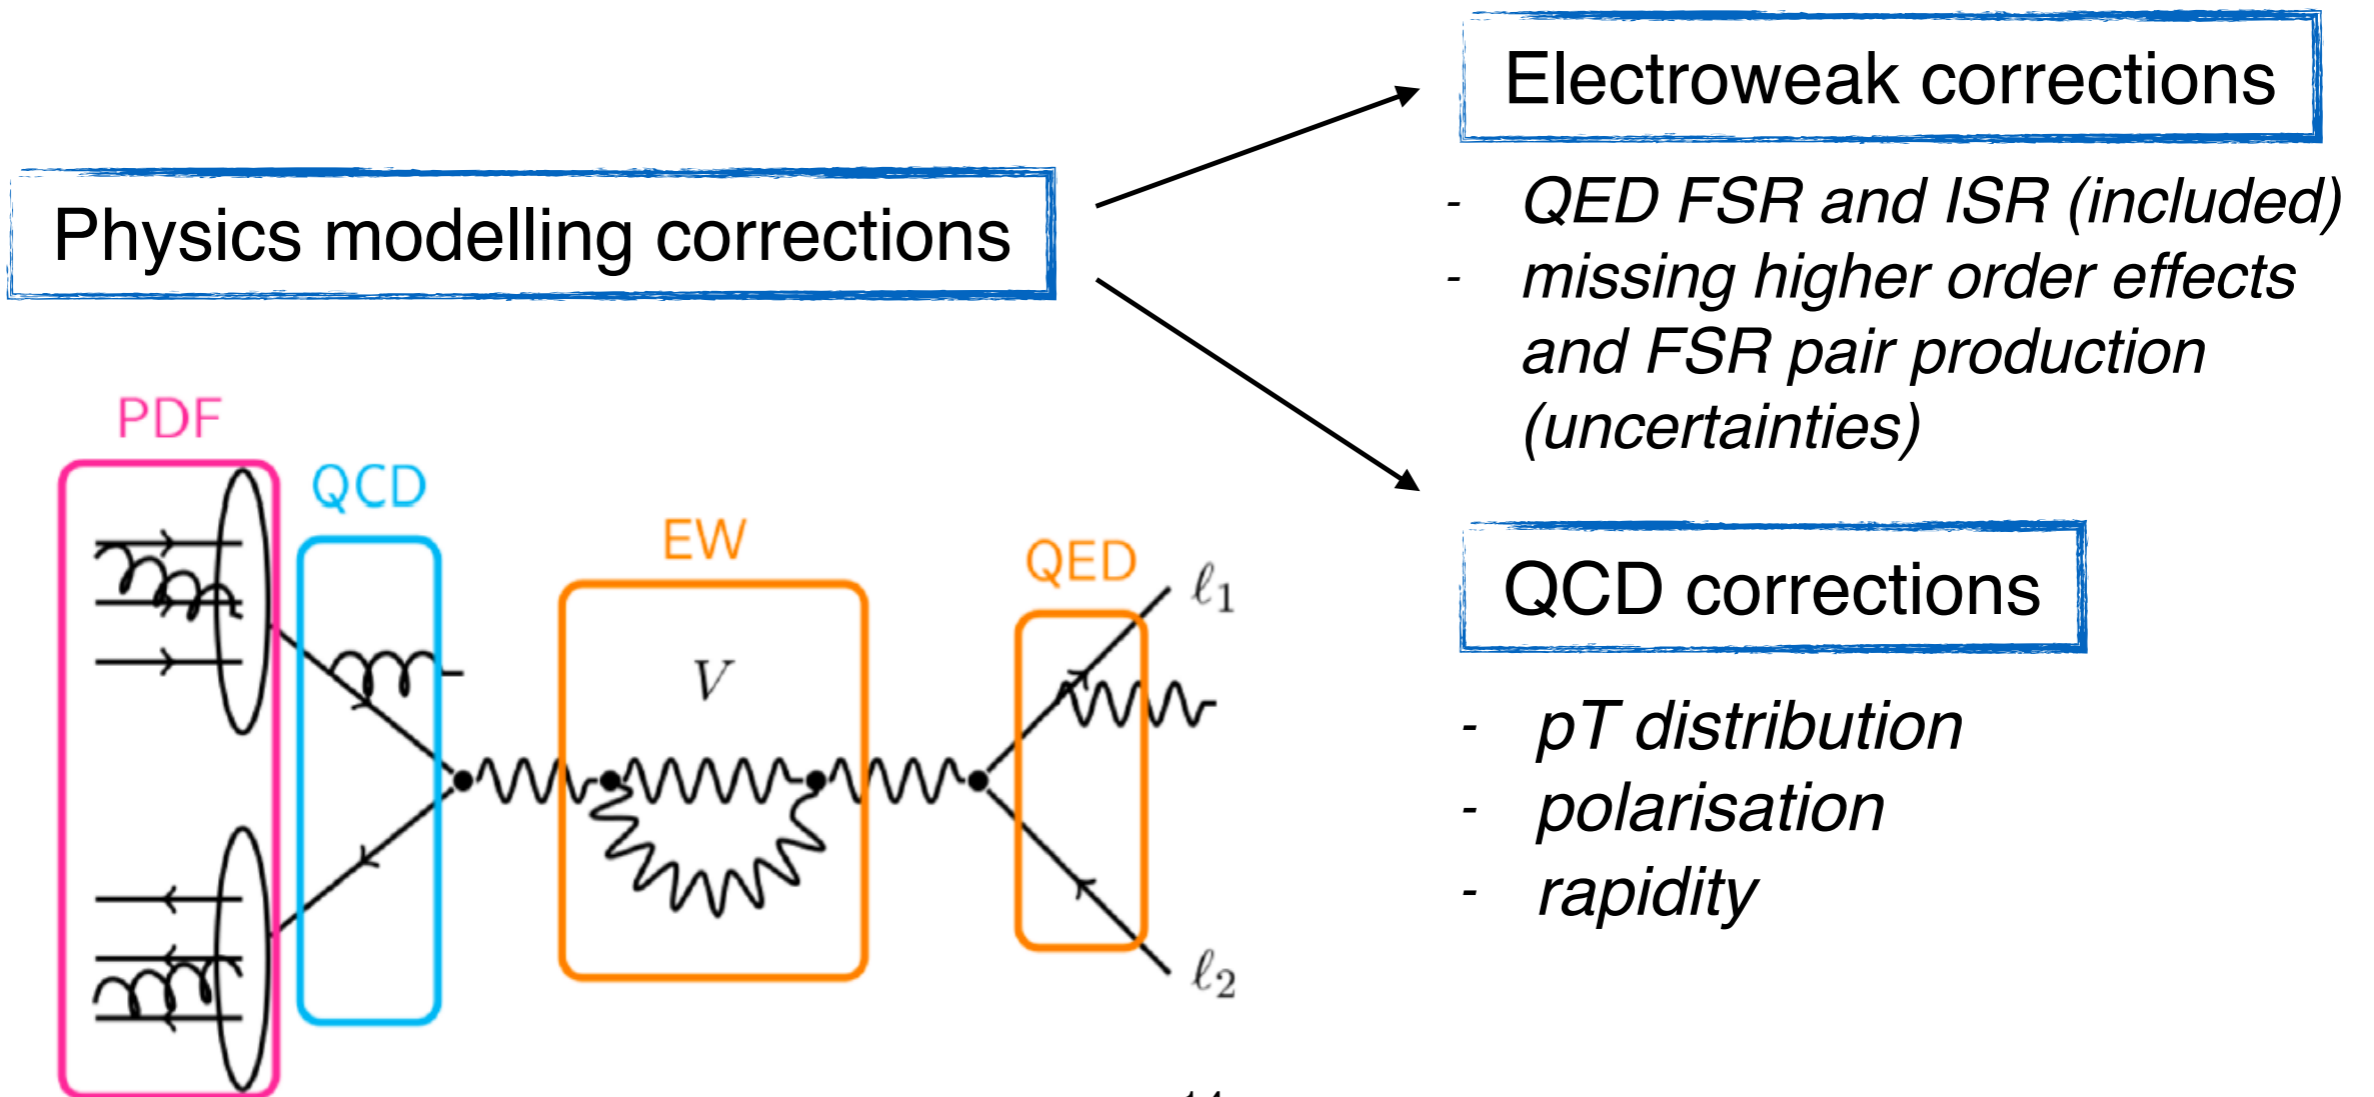 Electroweak corrections
Physics modelling corrections
- QED FSR and ISR (included)
- missing higher order effects
and FSR pair production
(uncertainties)
PDF
QCD
EW
QED
V
ℓ1
ℓ2
QCD corrections
- pT distribution
- polarisation
- rapidity